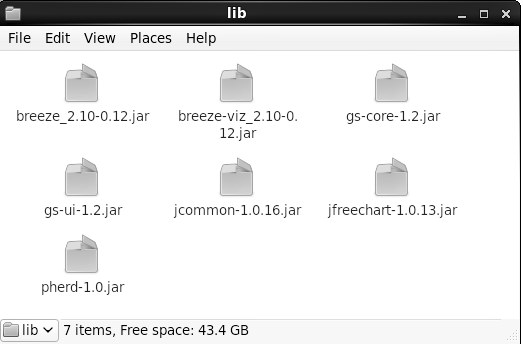 lib
File Edit View Places Help
breeze_2.10-0.12.jar
breeze-viz_2.10-0.
12.jar
gs-core-1.2.jar
gs-ui-1.2.jar
jcommon-1.0.16.jar
jfreechart-1.0.13.jar
pherd-1.0.jar
lib 7 items, Free space: 43.4 GB